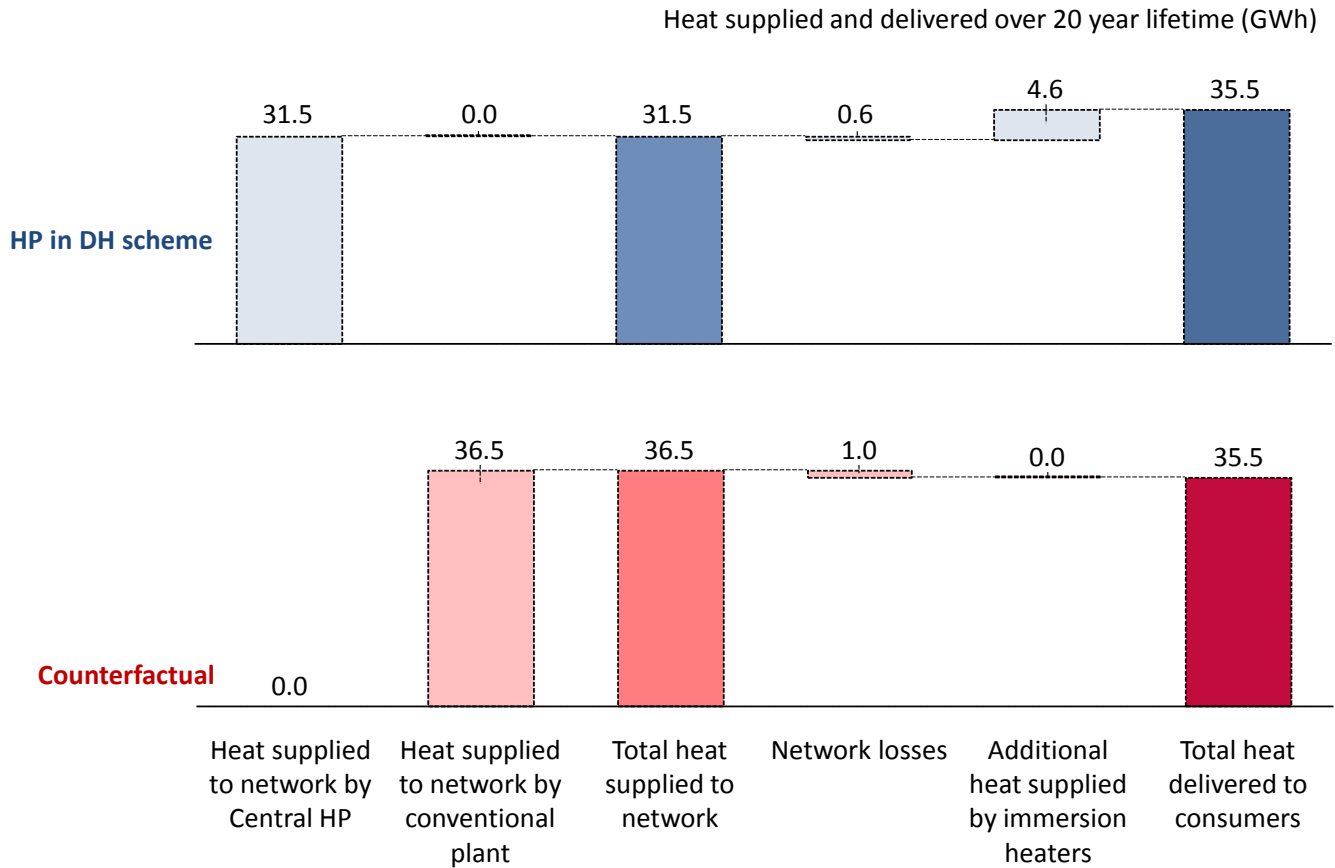 Heat supplied and delivered over 20 year lifetime (GWh)
31.5
0.0
31.5
0.6
4.6
35.5
HP in DH scheme
36.5
36.5
1.0
0.0
35.5
Counterfactual
0.0
Heat supplied
to network by
Central HP
Heat supplied
to network by
conventional
plant
Total heat
supplied to
network
Network losses
Additional
heat supplied
by immersion
heaters
Total heat
delivered to
consumers